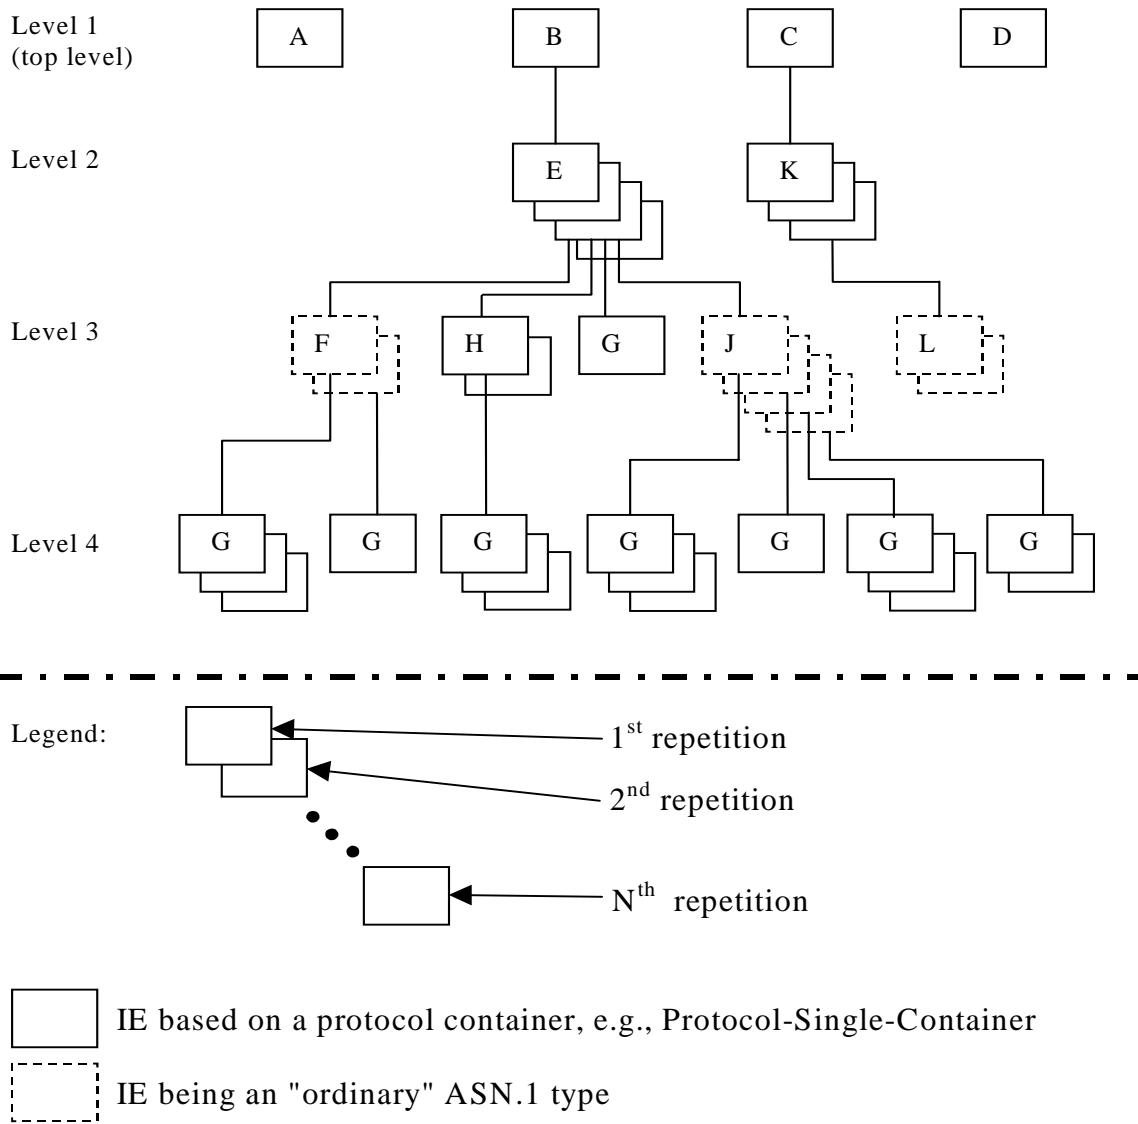 Level 1
(top level)
A B C D
Level 2
E K
Level 3
F H G J L
Level 4
G G G G G G G
Legend:
1st repetition
2nd repetition
Nth repetition
IE based on a protocol container, e.g., Protocol-Single-Container
IE being an "ordinary" ASN.1 type